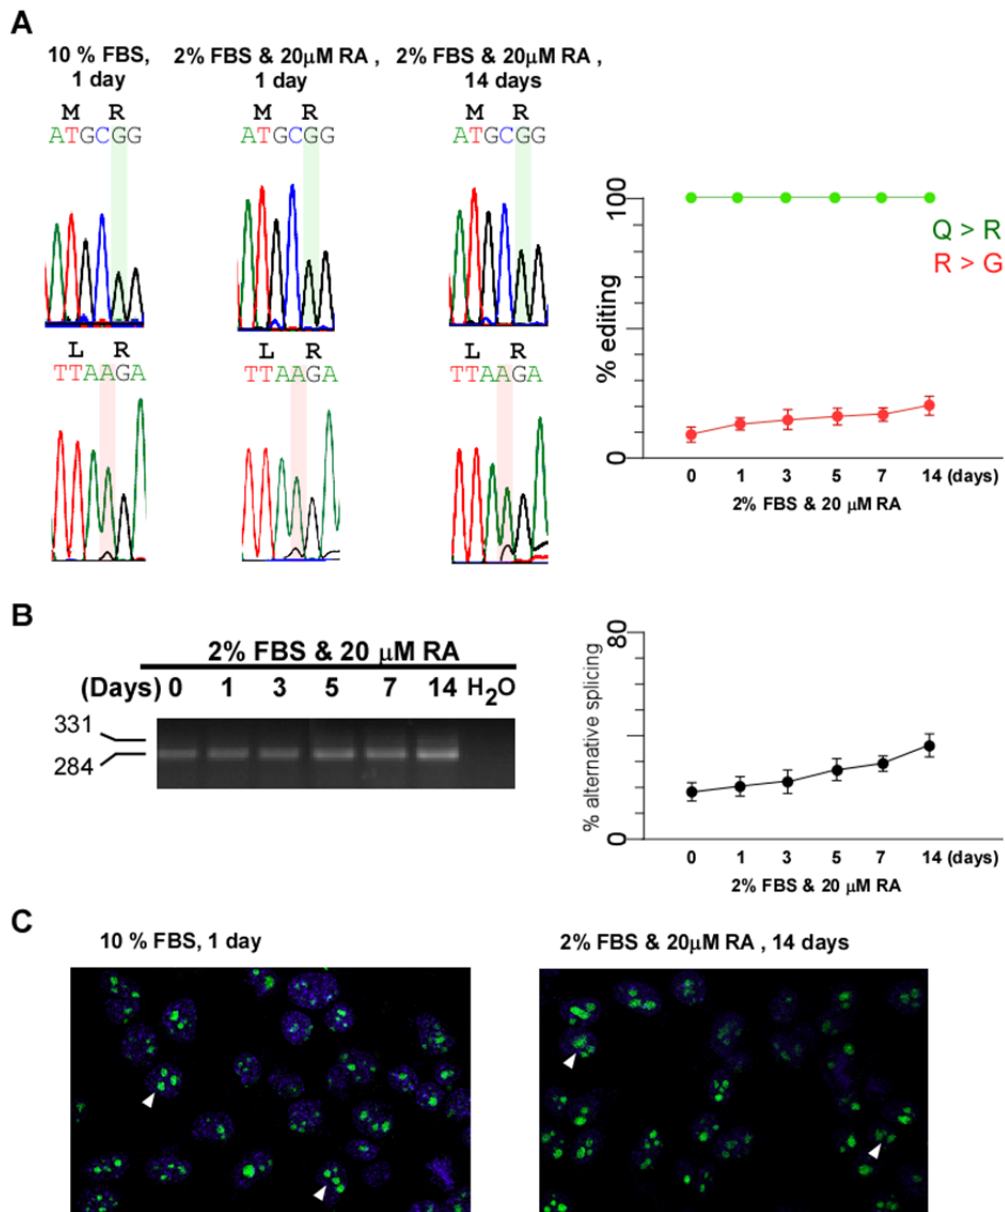 A
10 % FBS,
1 day
2% FBS & 20μM RA ,
1 day
2% FBS & 20μM RA ,
14 days
M R
ATGCGG
M R
ATGCGG
M R
ATGCGG
L R
TTAAGA
L R
TTAAGA
L R
TTAAGA
100
% editing
0
Q > R
R > G
0 1 3 5 7 14 (days)
2% FBS & 20 μM RA
B
2% FBS & 20 μM RA
(Days) 0 1 3 5 7 14 H2O
331
284
80
% alternative splicing
0
0 1 3 5 7 14 (days)
2% FBS & 20 μM RA
C
10 % FBS, 1 day
2% FBS & 20μM RA , 14 days